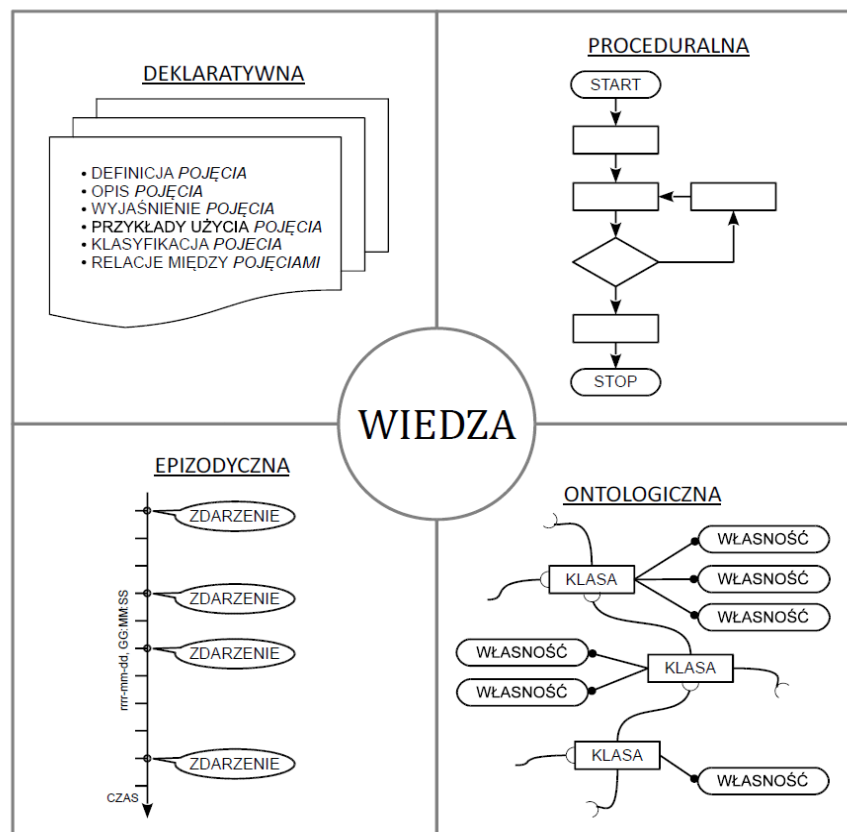 DEKLARATYWNA
• DEFINICJA POJĘCIA
• OPIS POJĘCIA
• WYJAŚNIENIE POJĘCIA
• PRZYKŁADY UŻYCIA POJĘCIA
• KLASYFIKACJA POJĘCIA
• RELACJE MIĘDZY POJĘCIAMI
PROCEDURALNA
START
STOP
WIEDZA
EPIZODYCZNA
ZDARZENIE
ZDARZENIE
ZDARZENIE
ZDARZENIE
rrrr-mm-dd, GG:MM:SS
CZAS
ONTOLOGICZNA
WŁASNOŚĆ
KLASA
WŁASNOŚĆ
WŁASNOŚĆ
WŁASNOŚĆ
KLASA
WŁASNOŚĆ
KLASA
WŁASNOŚĆ